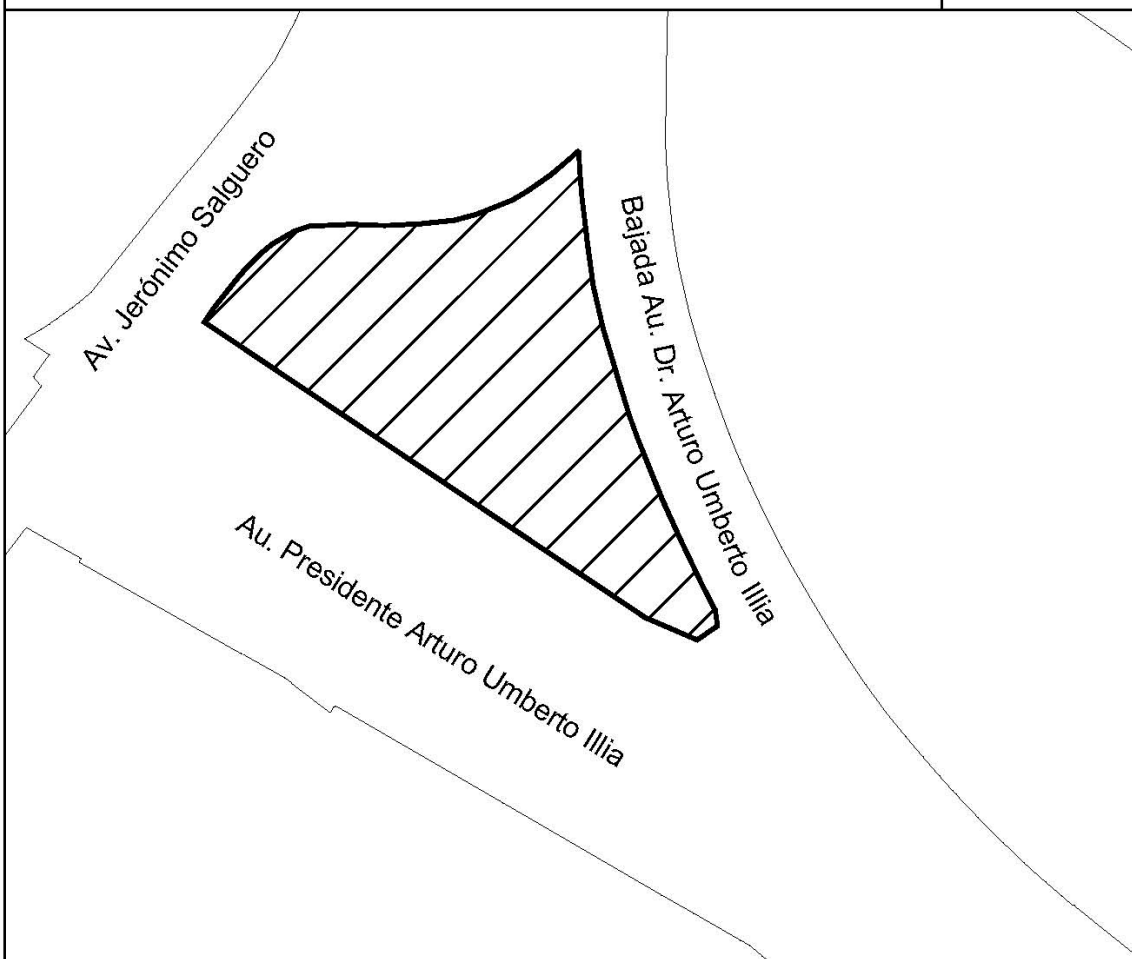 Av. Jerónimo Salguero
Bajada Au. Dr. Arturo Umberto Illia
Au. Presidente Arturo Umberto Illia